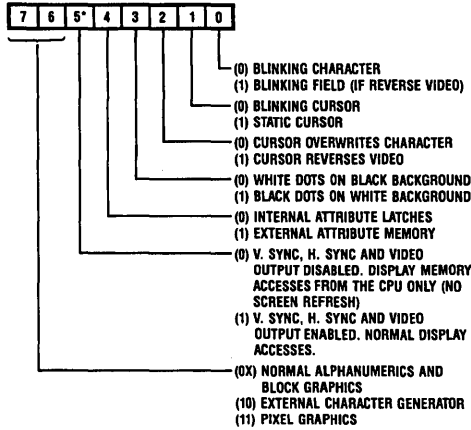 7 6 5* 4 3 2 1 0
(0) BLINKING CHARACTER
(1) BLINKING FIELD (IF REVERSE VIDEO)
(0) BLINKING CURSOR
(1) STATIC CURSOR
(0) CURSOR OVERWRITES CHARACTER
(1) CURSOR REVERSES VIDEO
(0) WHITE DOTS ON BLACK BACKGROUND
(1) BLACK DOTS ON WHITE BACKGROUND
(0) INTERNAL ATTRIBUTE LATCHES
(1) EXTERNAL ATTRIBUTE MEMORY
(0) V. SYNC, H. SYNC AND VIDEO
OUTPUT DISABLED. DISPLAY MEMORY
ACCESSES FROM THE CPU ONLY (NO
SCREEN REFRESH)
(1) V. SYNC, H. SYNC AND VIDEO
OUTPUT ENABLED. NORMAL DISPLAY
ACCESSES.
(0X) NORMAL ALPHANUMERICS AND
BLOCK GRAPHICS
(10) EXTERNAL CHARACTER GENERATOR
(11) PIXEL GRAPHICS